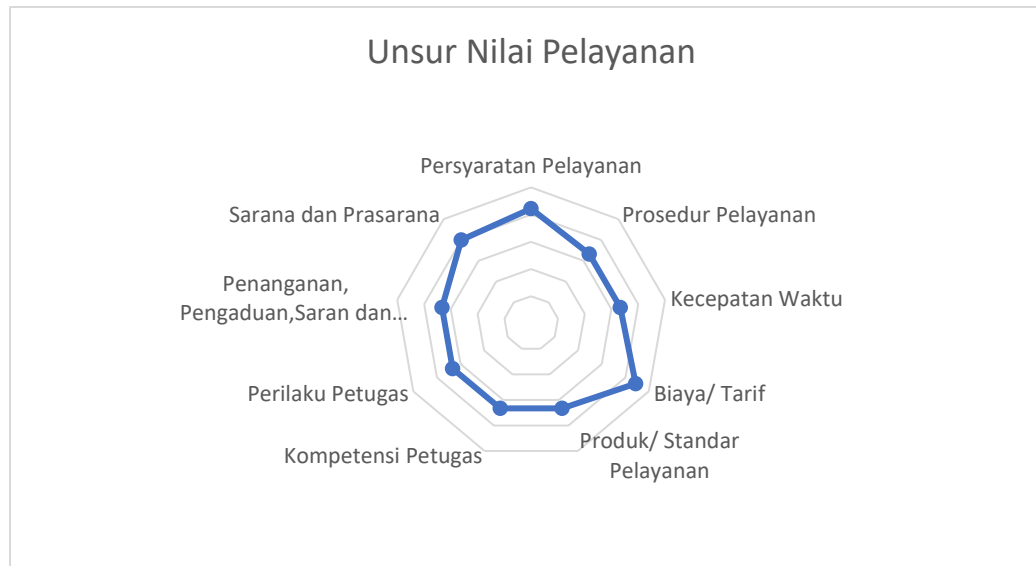 Unsur Nilai Pelayanan
Persyaratan Pelayanan
Prosedur Pelayanan
Kecepatan Waktu
Biaya/ Tarif
Produk/ Standar
Pelayanan
Kompetensi Petugas
Perilaku Petugas
Penanganan,
Pengaduan,Saran dan...
Sarana dan Prasarana